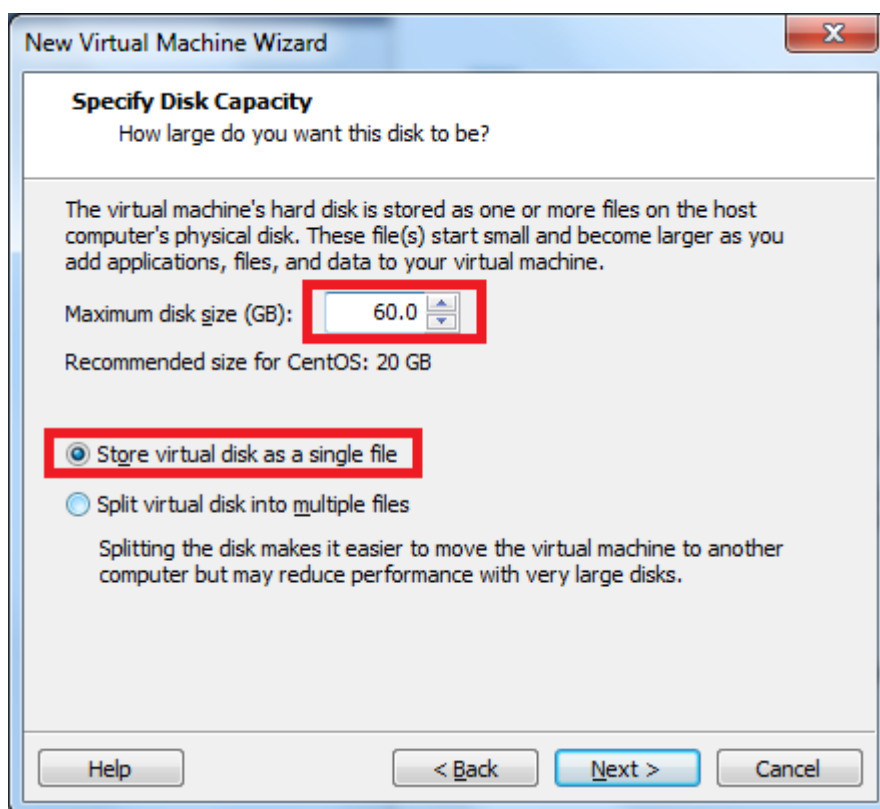 New Virtual Machine Wizard
Specify Disk Capacity
How large do you want this disk to be?
The virtual machine's hard disk is stored as one or more files on the host
computer's physical disk. These file(s) start small and become larger as you
add applications, files, and data to your virtual machine.
Maximum disk size (GB): 60.0
Recommended size for CentOS: 20 GB
Store virtual disk as a single file
Split virtual disk into multiple files
Splitting the disk makes it easier to move the virtual machine to another
computer but may reduce performance with very large disks.
Help < Back Next > Cancel